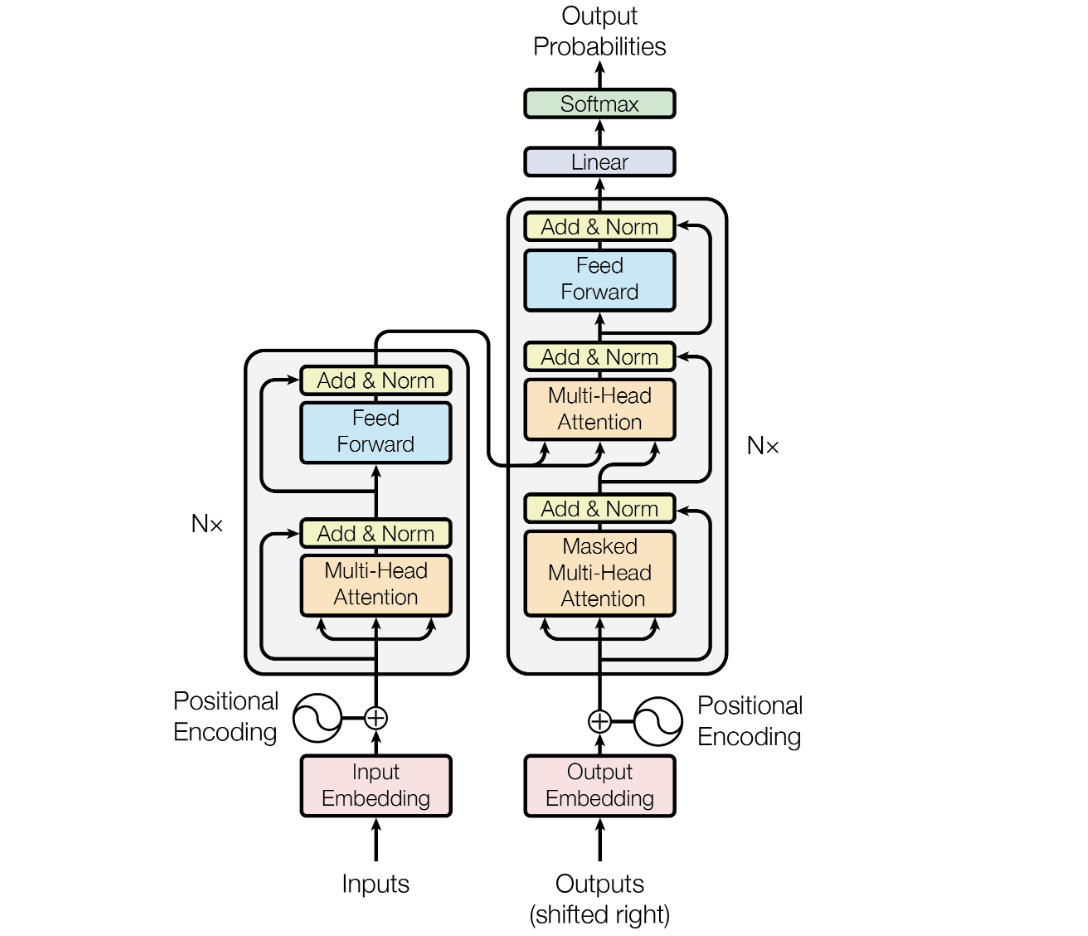 Output
Probabilities
Softmax
Linear
Add & Norm
Feed
Forward
Add & Norm
Multi-Head
Attention
Add & Norm
Masked
Multi-Head
Attention
N×
Add & Norm
Feed
Forward
Add & Norm
Multi-Head
Attention
N×
Positional
Encoding
Positional
Encoding
Input
Embedding
Output
Embedding
Inputs
Outputs
(shifted right)